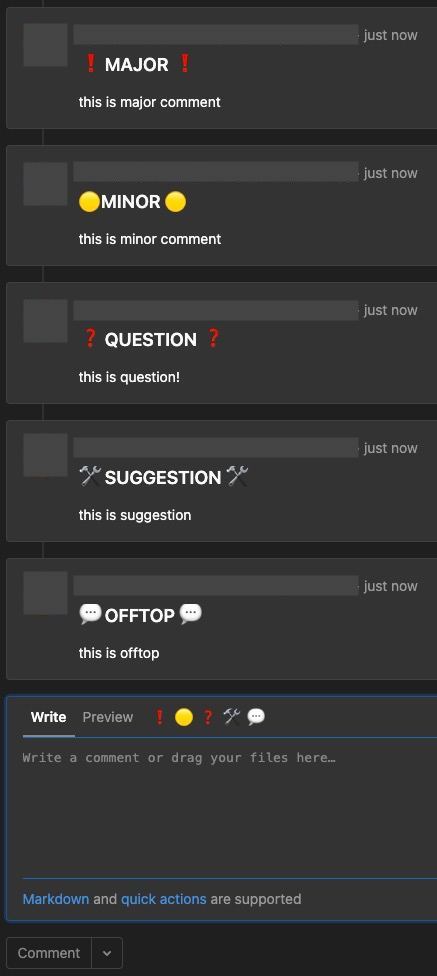 just now
❗ MAJOR ❗
this is major comment
just now
🟡MINOR 🟡
this is minor comment
just now
❓ QUESTION ❓
this is question!
just now
🛠SUGGESTION 🛠
this is suggestion
just now
💬OFFTOP 💬
this is offtop
Write Preview ❗ 🟡 ❓ 🛠 💬
Write a comment or drag your files here…
Markdown and quick actions are supported
Comment